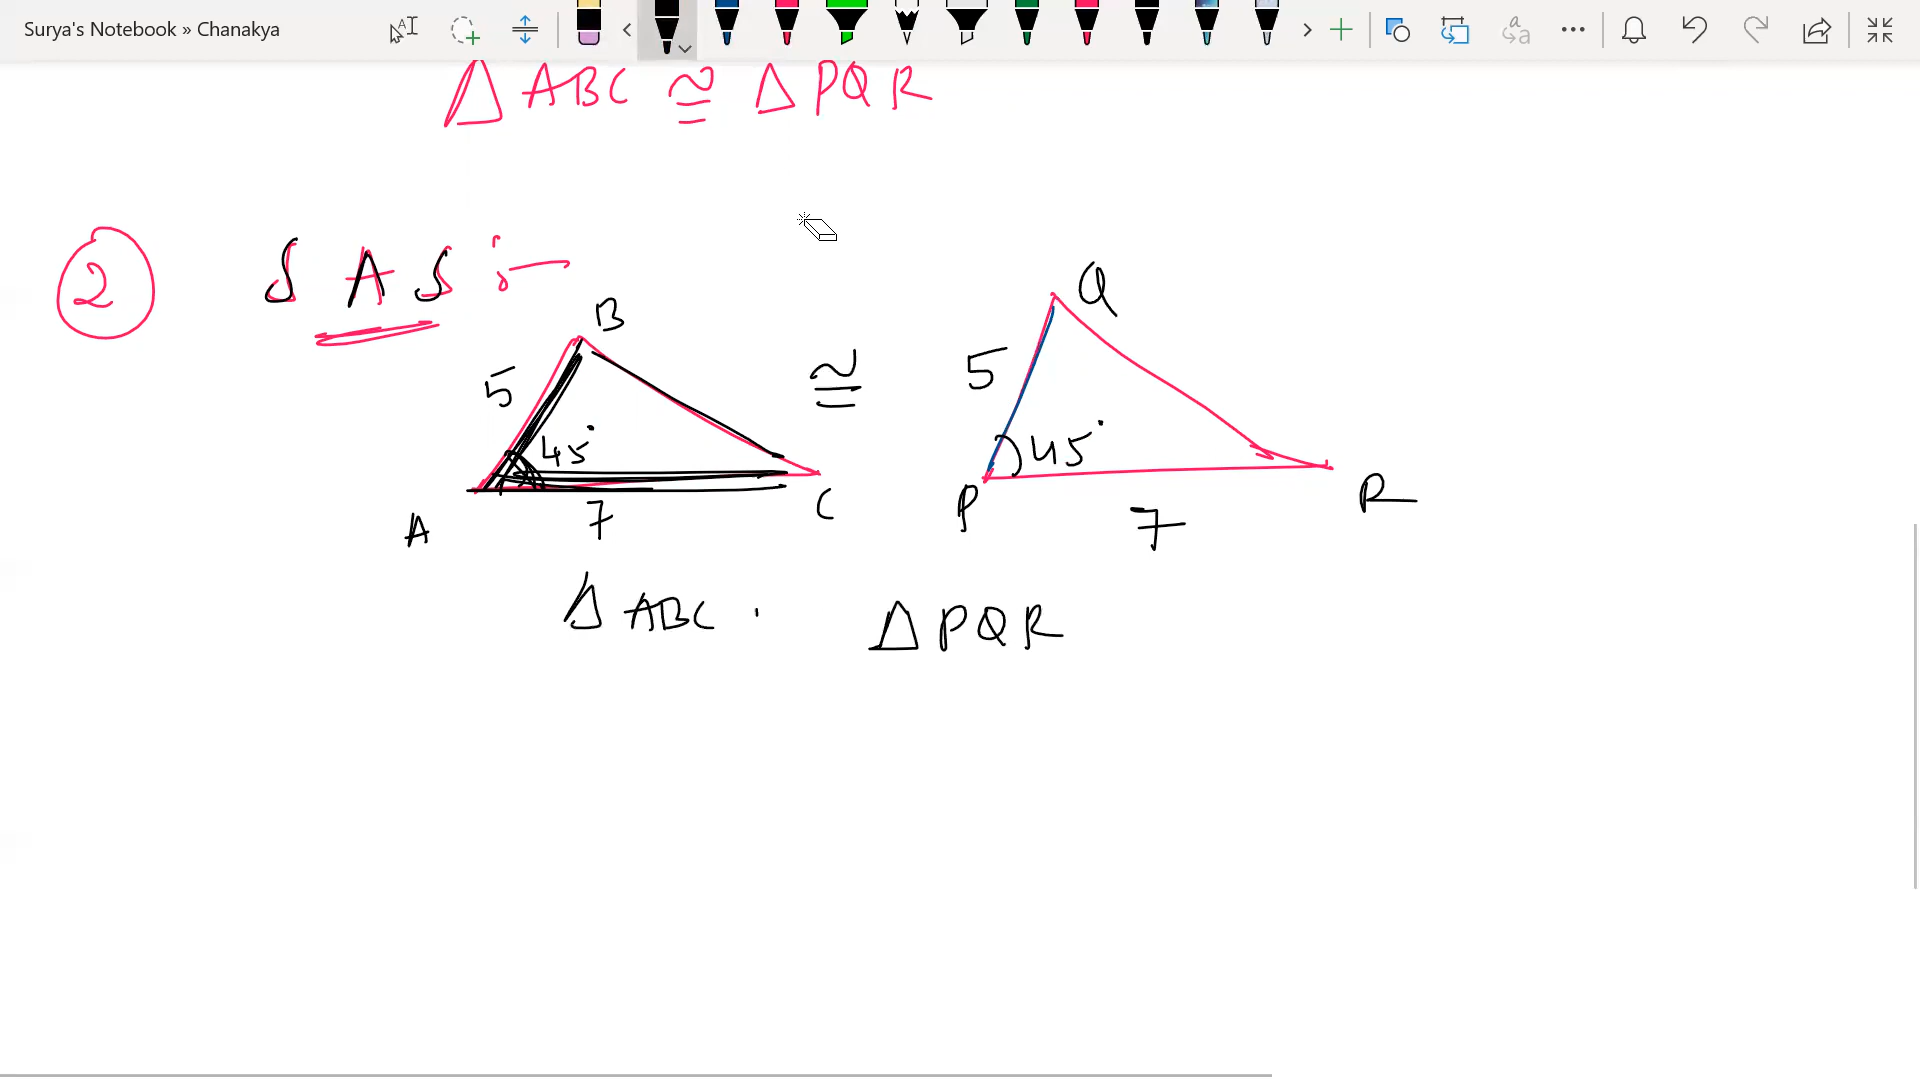 Surya's Notebook » Chanakya
Δ ABC ≅ Δ PQR
2 SAS :-
B Q
5 ≅ 5
45° 45°
A 7 C P 7 R
Δ ABC . Δ PQR